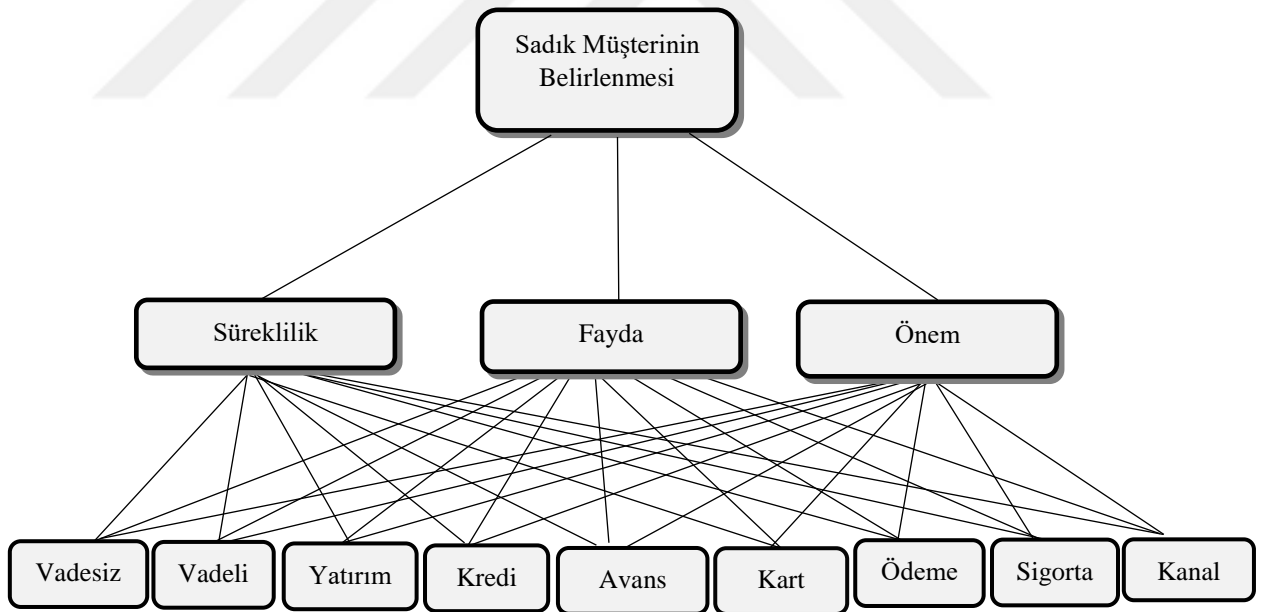 Sadık Müşterinin
Belirlenmesi
Süreklilik
Fayda
Önem
Vadesiz
Vadeli
Yatırım
Kredi
Avans
Kart
Ödeme
Sigorta
Kanal